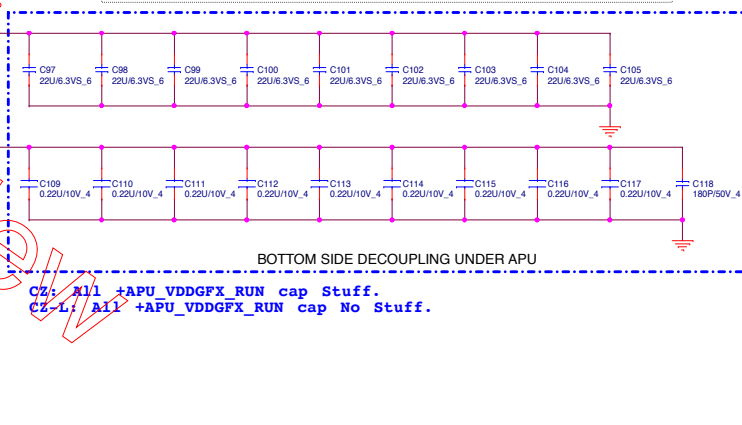 C97 C98 C99 C100 C101 C102 C103 C104 C105
22U/6.3VS_6 22U/6.3VS_6 22U/6.3VS_6 22U/6.3VS_6 22U/6.3VS_6 22U/6.3VS_6 22U/6.3VS_6 22U/6.3VS_6 22U/6.3VS_6
C109 C110 C111 C112 C113 C114 C115 C116 C117 C118
0.22U/10V_4 0.22U/10V_4 0.22U/10V_4 0.22U/10V_4 0.22U/10V_4 0.22U/10V_4 0.22U/10V_4 0.22U/10V_4 0.22U/10V_4 180P/50V_4
BOTTOM SIDE DECOUPLING UNDER APU
CZ: All +APU_VDDGFX_RUN cap Stuff.
CZ-L: All +APU_VDDGFX_RUN cap No Stuff.